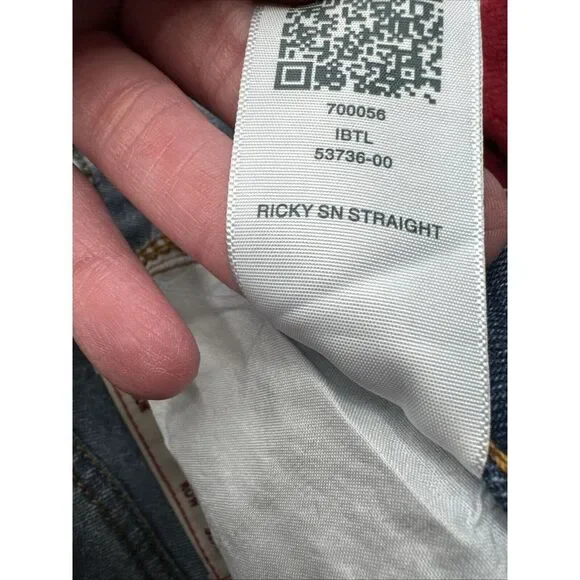 700056
IBTL
53736-00
RICKY SN STRAIGHT